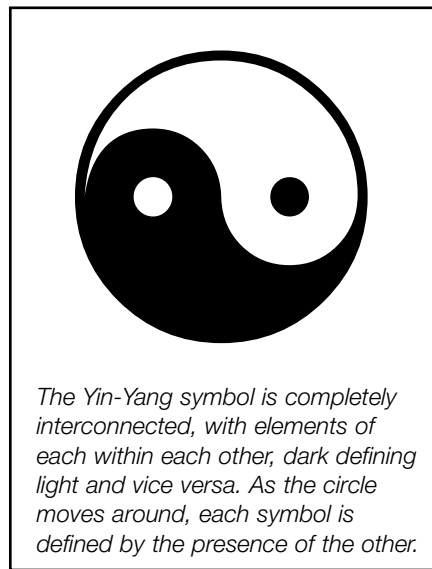 The Yin-Yang symbol is completely
interconnected, with elements of
each within each other, dark defining
light and vice versa. As the circle
moves around, each symbol is
defined by the presence of the other.